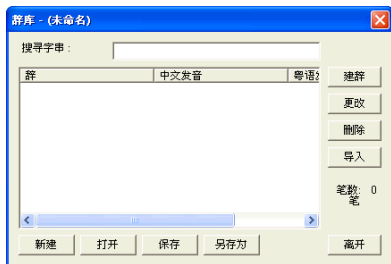 辞库 - (未命名)
搜寻字串：
辞 中文发音 粤语发
建辞
更改
删除
导入
笔数: 0
笔
新建 打开 保存 另存为 离开